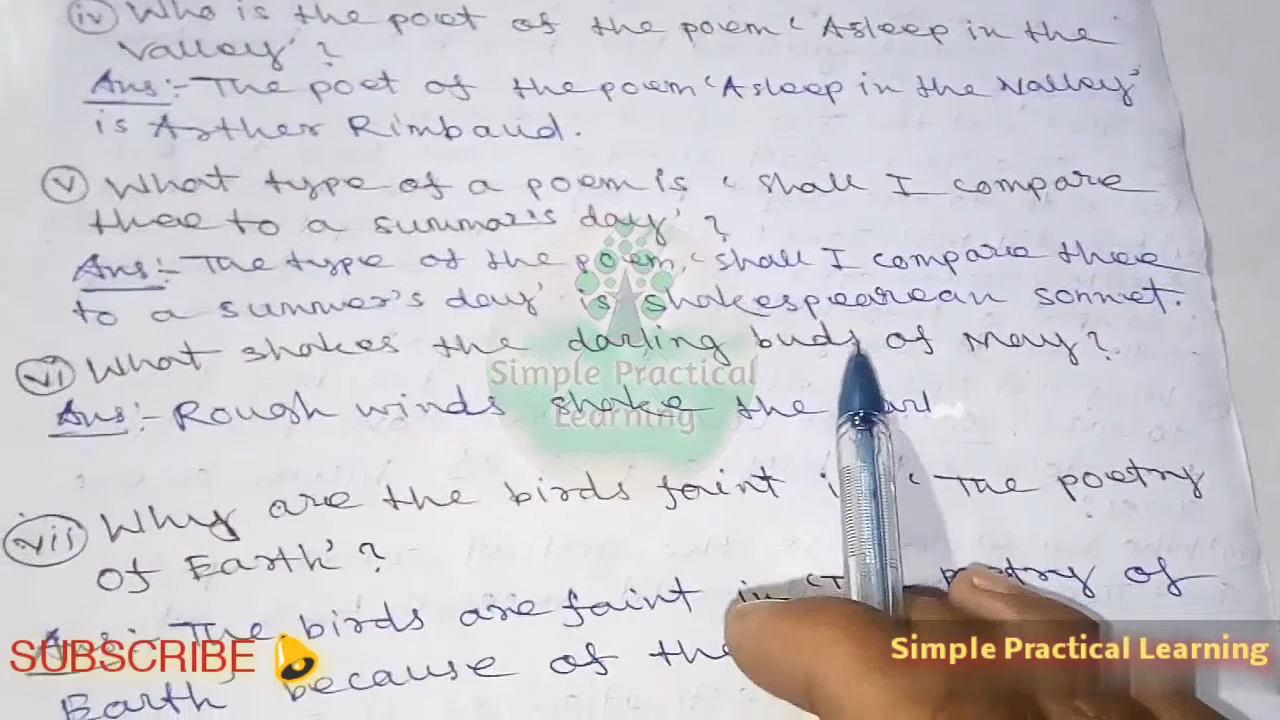 iv Who is the poet of the poem 'Asleep in the
Valley'?
Ans:- The poet of the poem 'Asleep in the Valley'
is Arther Rimbaud.
v What type of a poem is 'shall I compare
thee to a summar's day'?
Ans:- The type of the poem, 'shall I compare thee
to a summer's day' is shakespearean sonnet.
vi What shakes the darling buds of May?
Ans:- Rough winds shake the
vii Why are the birds faint 'The poetry
of Earth'?
Ans:- The birds are faint in of
Earth because of the
Simple Practical
Learning
SUBSCRIBE
Simple Practical Learning